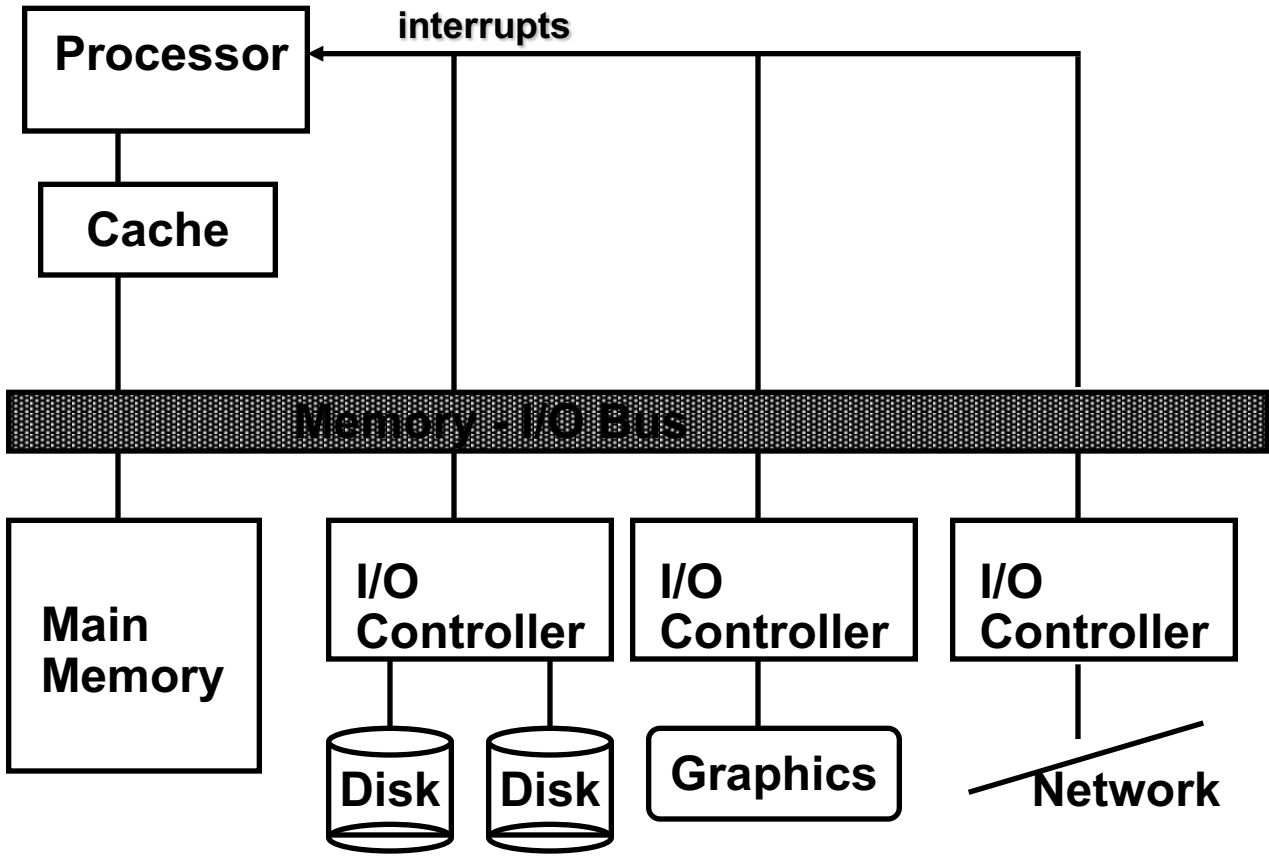 interrupts
Processor
Cache
Memory - I/O Bus
Main
Memory
I/O
Controller
I/O
Controller
I/O
Controller
Disk
Disk
Graphics
Network